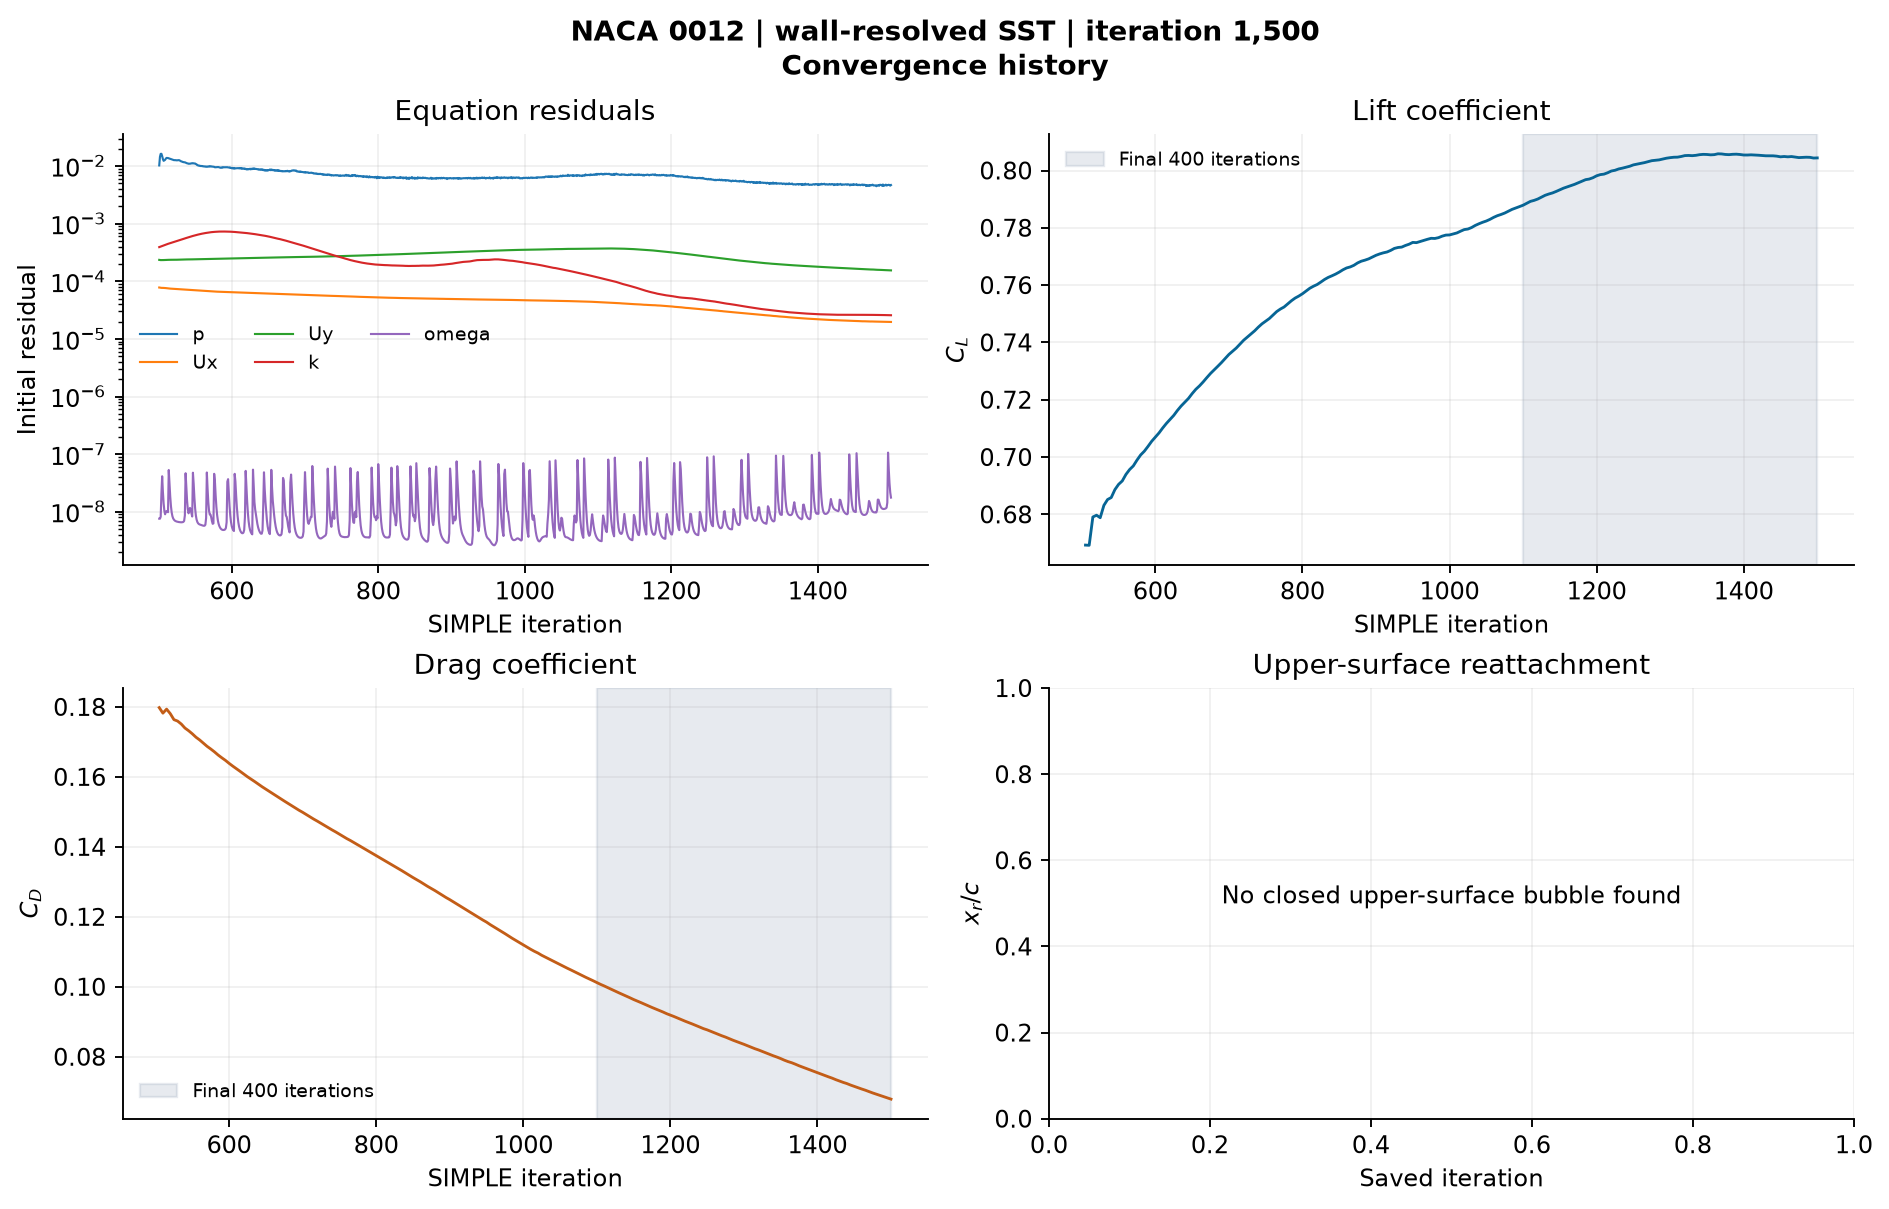 NACA 0012 | wall-resolved SST | iteration 1,500
Convergence history
Equation residuals
Initial residual
10⁻²
10⁻³
10⁻⁴
10⁻⁵
10⁻⁶
10⁻⁷
10⁻⁸
p
Uy
omega
Ux
k
600
800
1000
1200
1400
SIMPLE iteration
Lift coefficient
C_L
0.80
0.78
0.76
0.74
0.72
0.70
0.68
Final 400 iterations
600
800
1000
1200
1400
SIMPLE iteration
Drag coefficient
C_D
0.18
0.16
0.14
0.12
0.10
0.08
Final 400 iterations
600
800
1000
1200
1400
SIMPLE iteration
Upper-surface reattachment
x_r/c
1.0
0.8
0.6
0.4
0.2
0.0
No closed upper-surface bubble found
0.0
0.2
0.4
0.6
0.8
1.0
Saved iteration